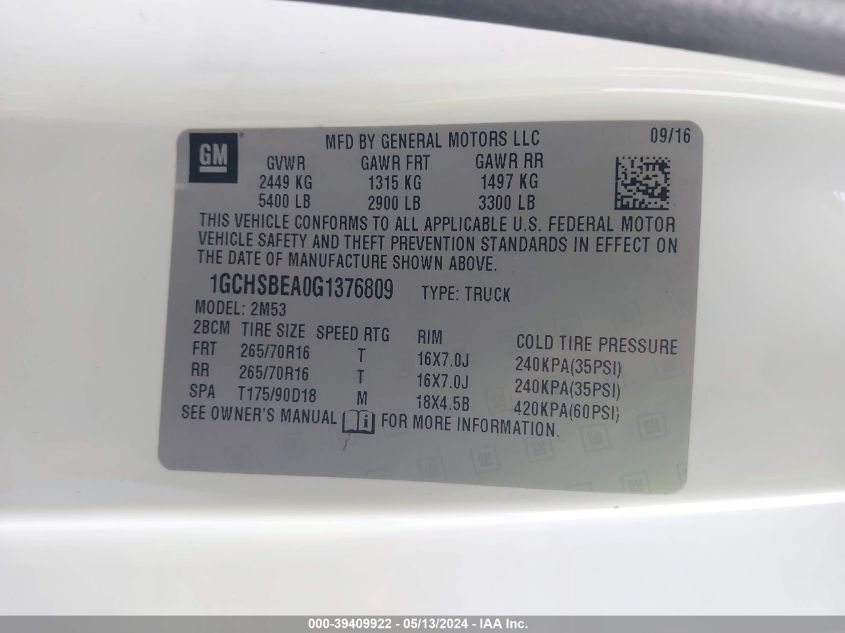 GM
MFD BY GENERAL MOTORS LLC 09/16
GVWR GAWR FRT GAWR RR
2449 KG 1315 KG 1497 KG
5400 LB 2900 LB 3300 LB
THIS VEHICLE CONFORMS TO ALL APPLICABLE U.S. FEDERAL MOTOR
VEHICLE SAFETY AND THEFT PREVENTION STANDARDS IN EFFECT ON
THE DATE OF MANUFACTURE SHOWN ABOVE.
1GCHSBEA0G1376809 TYPE: TRUCK
MODEL: 2M53
2BCM TIRE SIZE SPEED RTG RIM COLD TIRE PRESSURE
FRT 265/70R16 T 16X7.0J 240KPA(35PSI)
RR 265/70R16 T 16X7.0J 240KPA(35PSI)
SPA T175/90D18 M 18X4.5B 420KPA(60PSI)
SEE OWNER'S MANUAL i FOR MORE INFORMATION.
000-39409922 - 05/13/2024 - IAA Inc.